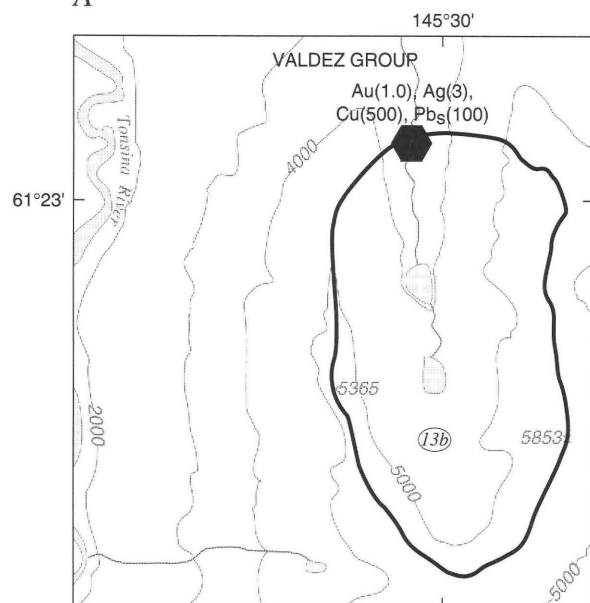 A
145°30'
VALDEZ GROUP
Au(1.0), Ag(3),
Cu(500), Pbs(100)
4000
Tonsina River
61°23'
5365
2000
13b
5853x
5000
5000